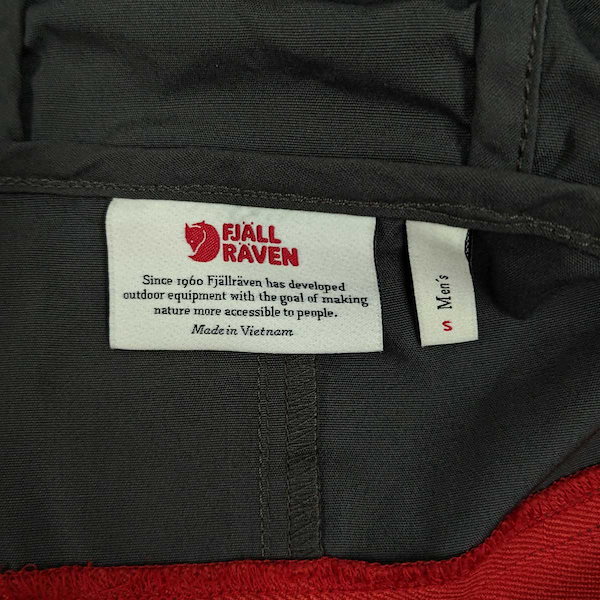 FJÄLL
RÄVEN
Since 1960 Fjällräven has developed
outdoor equipment with the goal of making
nature more accessible to people.
Made in Vietnam
Men's
S